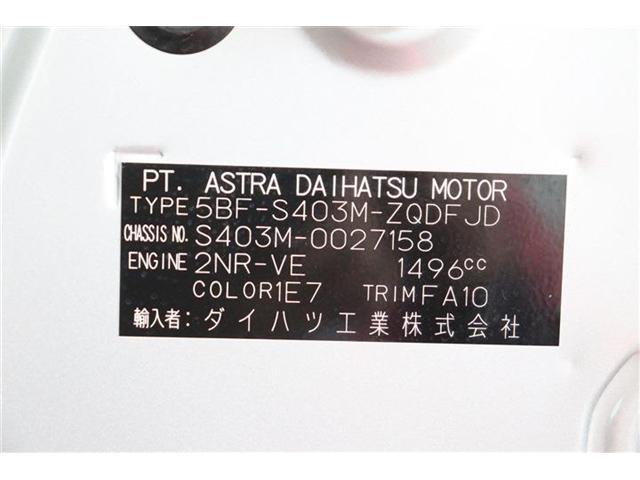 PT. ASTRA DAIHATSU MOTOR
TYPE 5BF-S403M-ZQDFJD
CHASSIS NO. S403M-0027158
ENGINE 2NR-VE 1496cc
COLOR 1E7 TRIM FA10
輸入者: ダイハツ工業株式会社